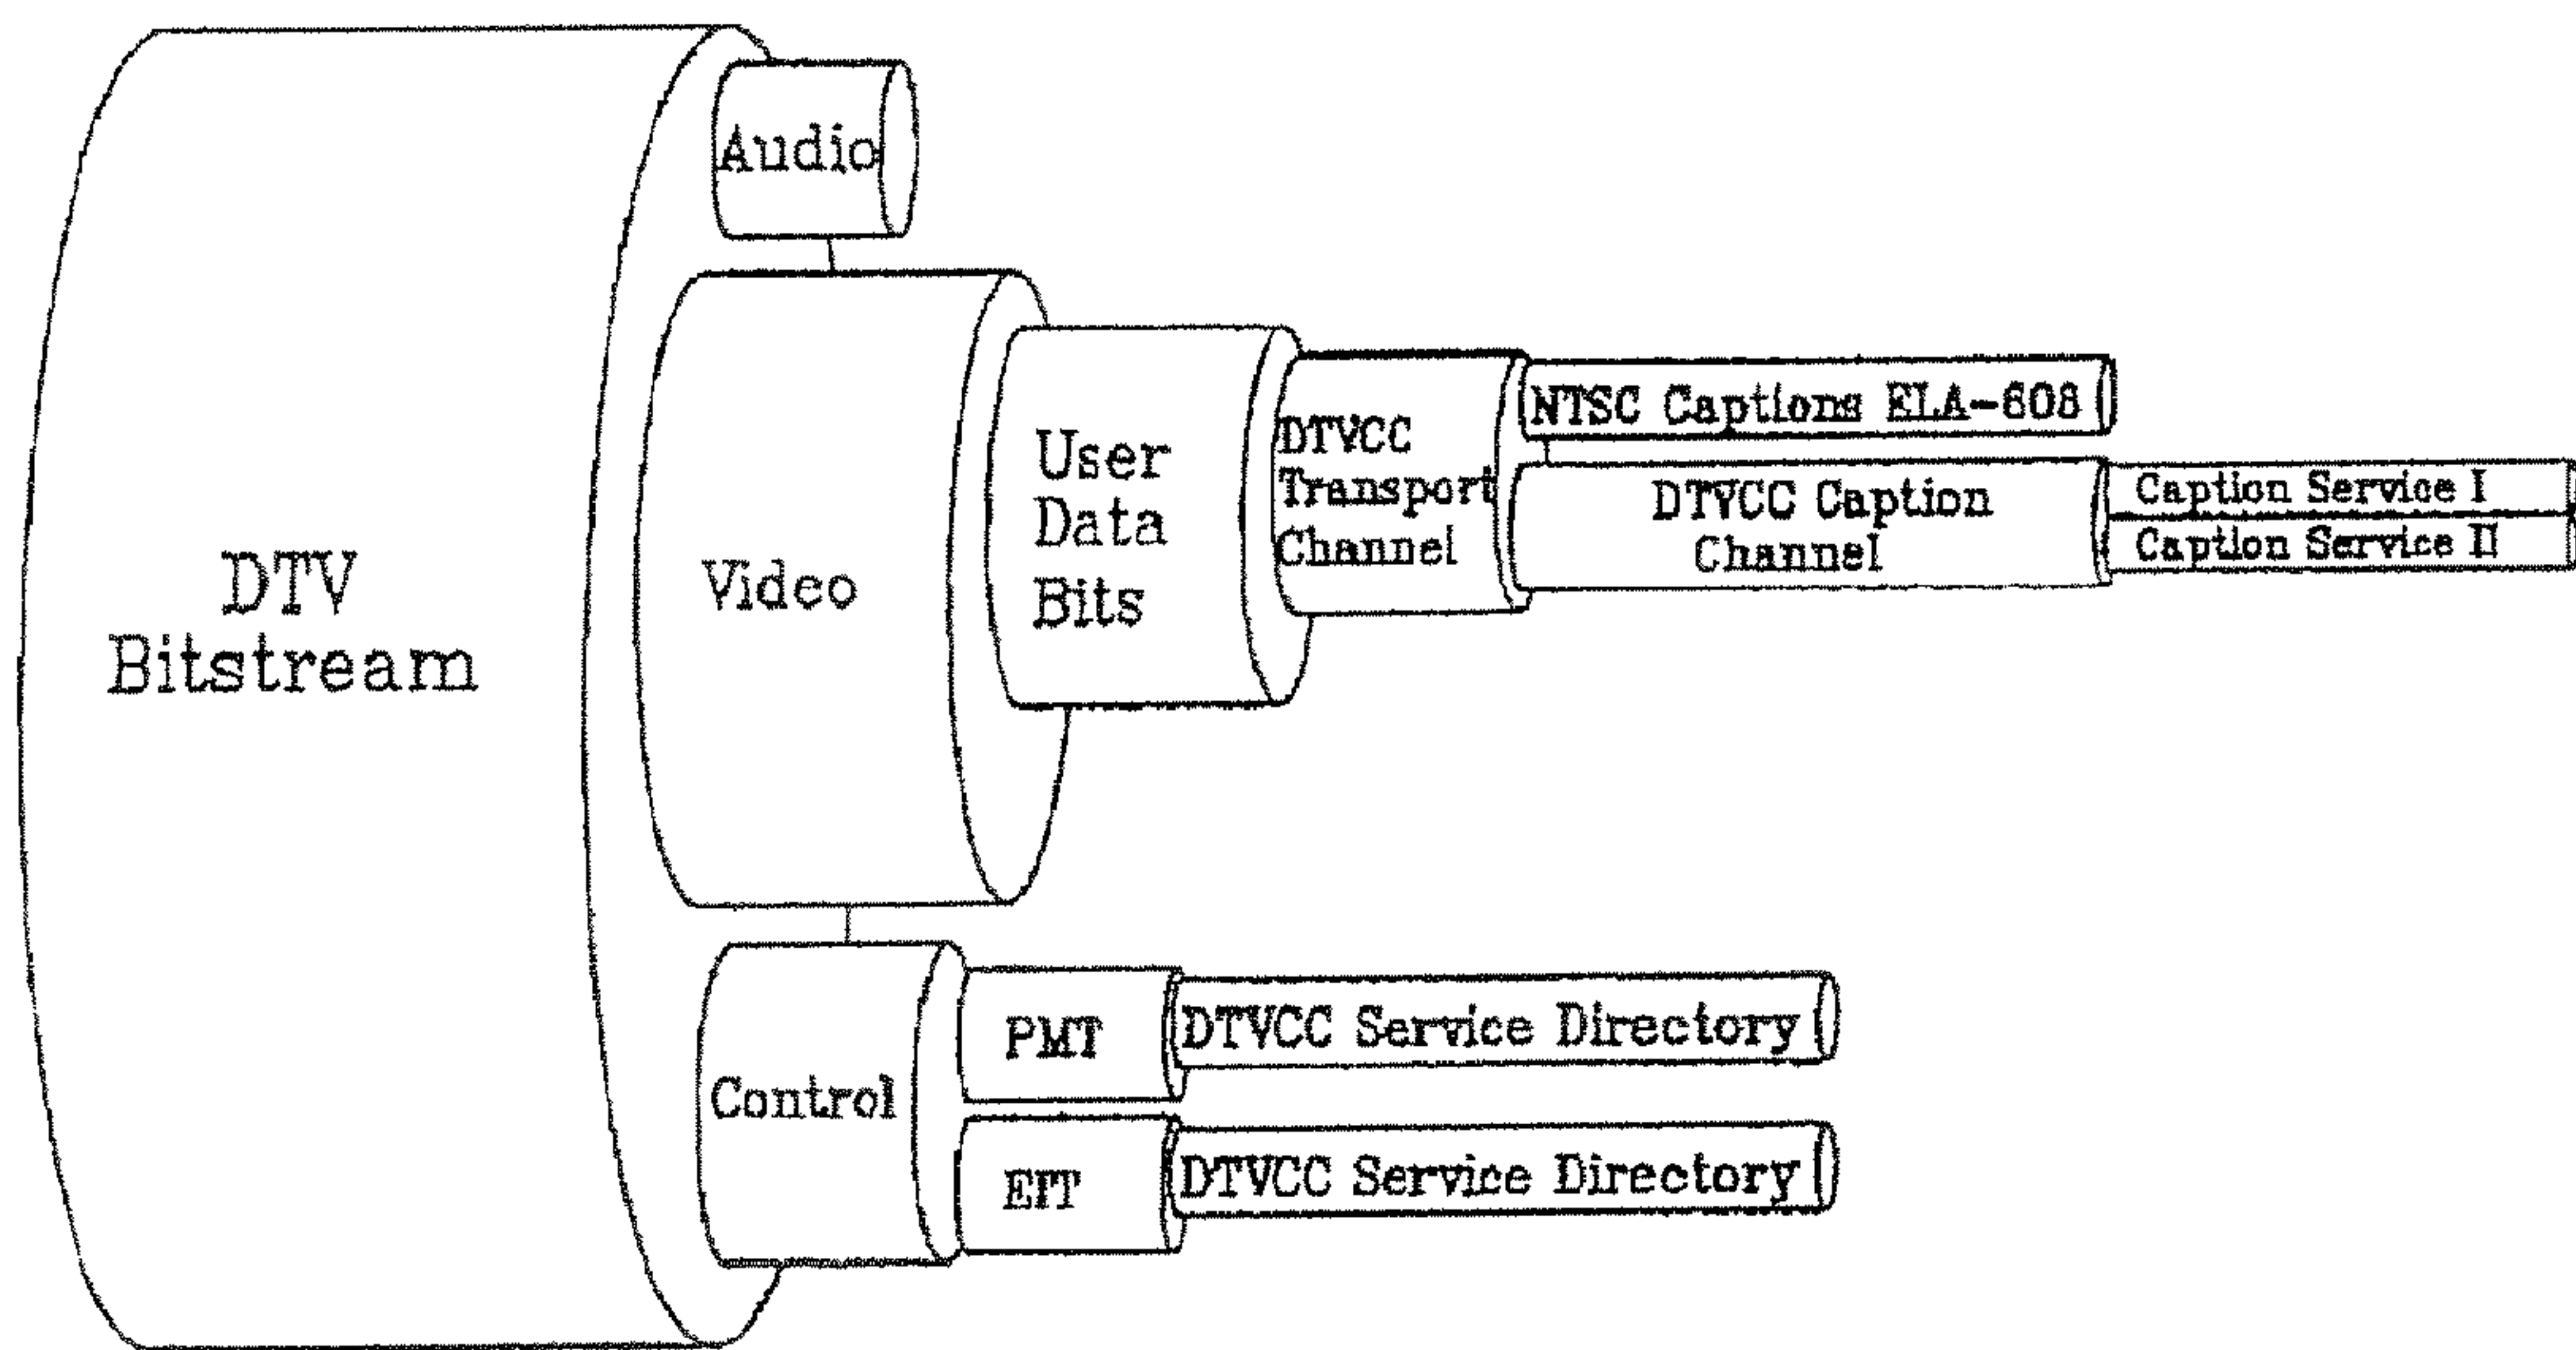 Audio
DTV
Bitstream
Video
User
Data
Bits
DTVCC
Transport
Channel
NTSC Captions ELA-608
DTVCC Caption
Channel
Caption Service I
Caption Service II
Control
PMT
DTVCC Service Directory
EIT
DTVCC Service Directory